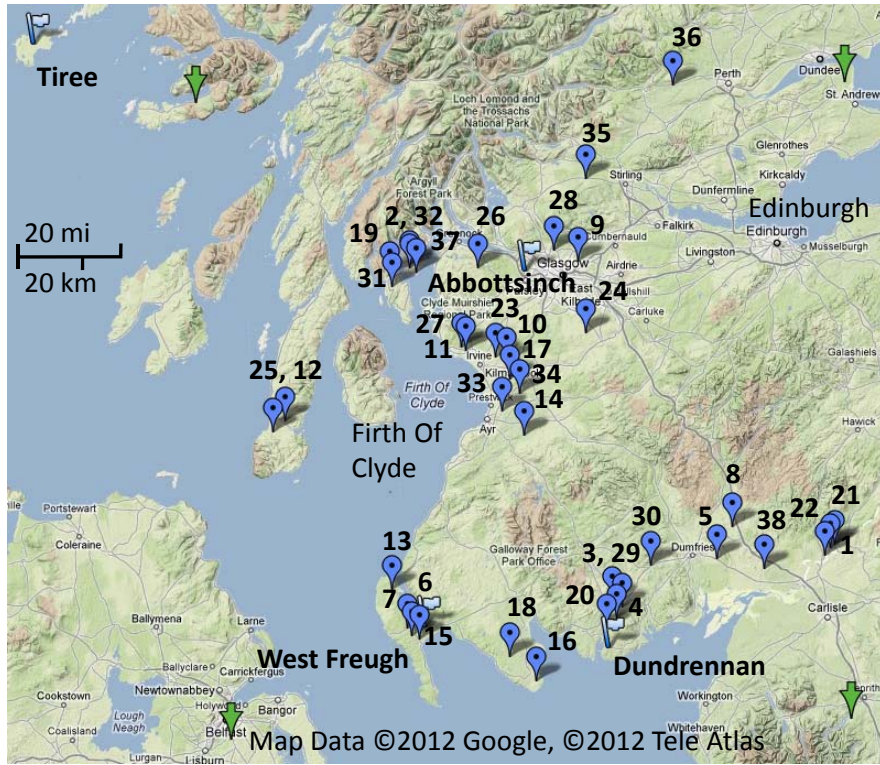 36
Tiree
Perth
Dundee
St. Andrew
Loch Lomond and
the Trossachs
National Park
35
Glenrothes
Stirling
Kirkcaldy
Argyll
Forest Park
Dunfermline
20 mi
20 km
2, 32
26
28
9
Edinburgh
19
37
Falkirk
Edinburgh
Musselburgh
Cumbernauld
Livingston
31
Glasgow
Airdrie
Abbottsinch
Paisley
East
24
Clyde Muirshiel
Regional Park
Carluke
27
23
10
11
Irvine
17
Galashiels
25, 12
33
34
Firth Of
Clyde
Prestwick
14
Ayr
Hawick
Firth Of
Clyde
8
Portstewart
22
21
Coleraine
30
5
38
1
13
Galloway Forest
Park Office
Dumfries
3, 29
7
6
18
20
4
Carlisle
Ballymena
Larne
15
16
West Freugh
Dundrennan
Ballyclare
Carrickfergus
Cookstown
Newtownabbey
Workington
Lough
Neagh
Bangor
Coalisland
Belfast
Whitehaven
Map Data ©2012 Google, ©2012 Tele Atlas
Lurgan
Lisburn